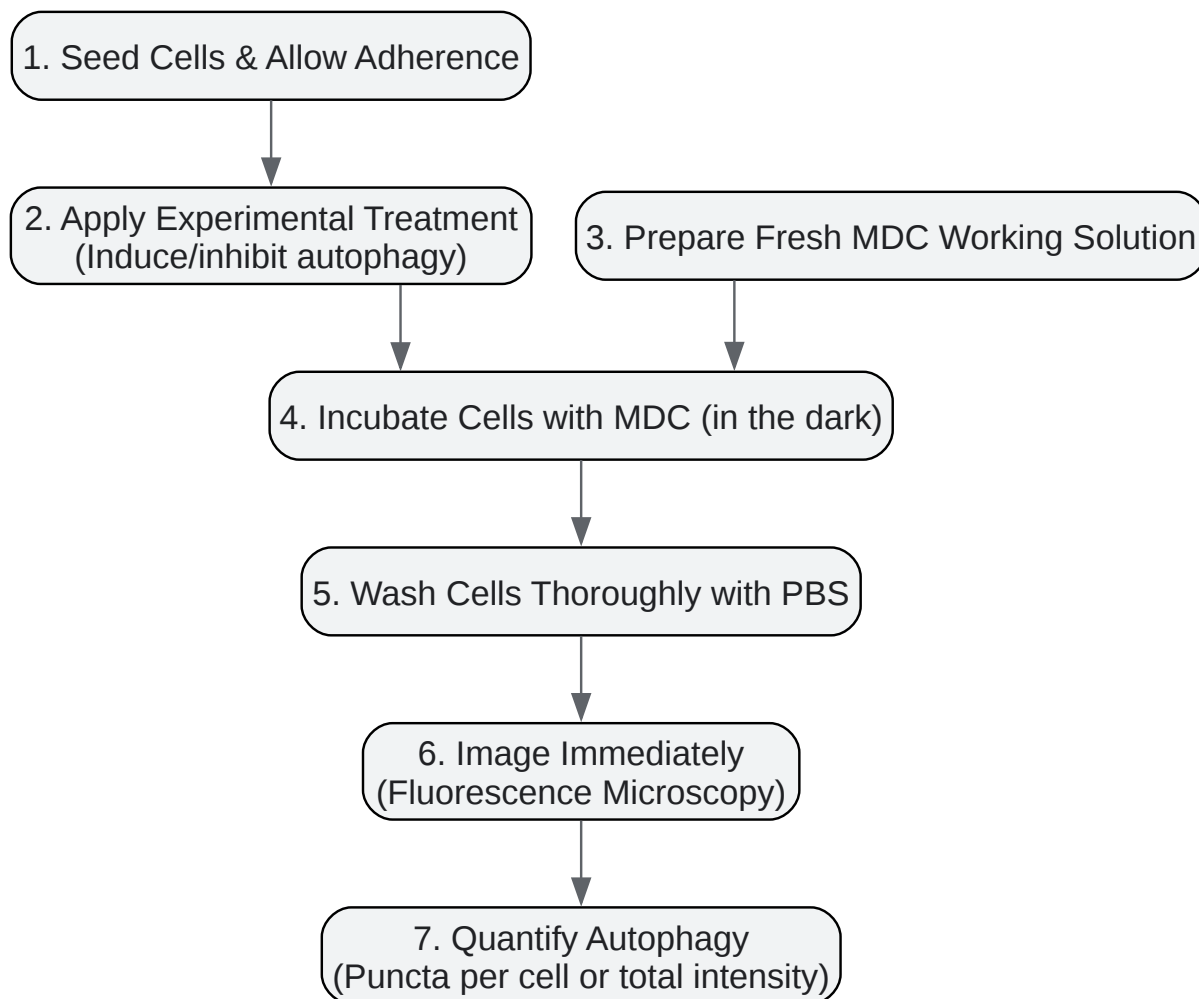 1. Seed Cells & Allow Adherence
2. Apply Experimental Treatment
(Induce/inhibit autophagy)
3. Prepare Fresh MDC Working Solution
4. Incubate Cells with MDC (in the dark)
5. Wash Cells Thoroughly with PBS
6. Image Immediately
(Fluorescence Microscopy)
7. Quantify Autophagy
(Puncta per cell or total intensity)